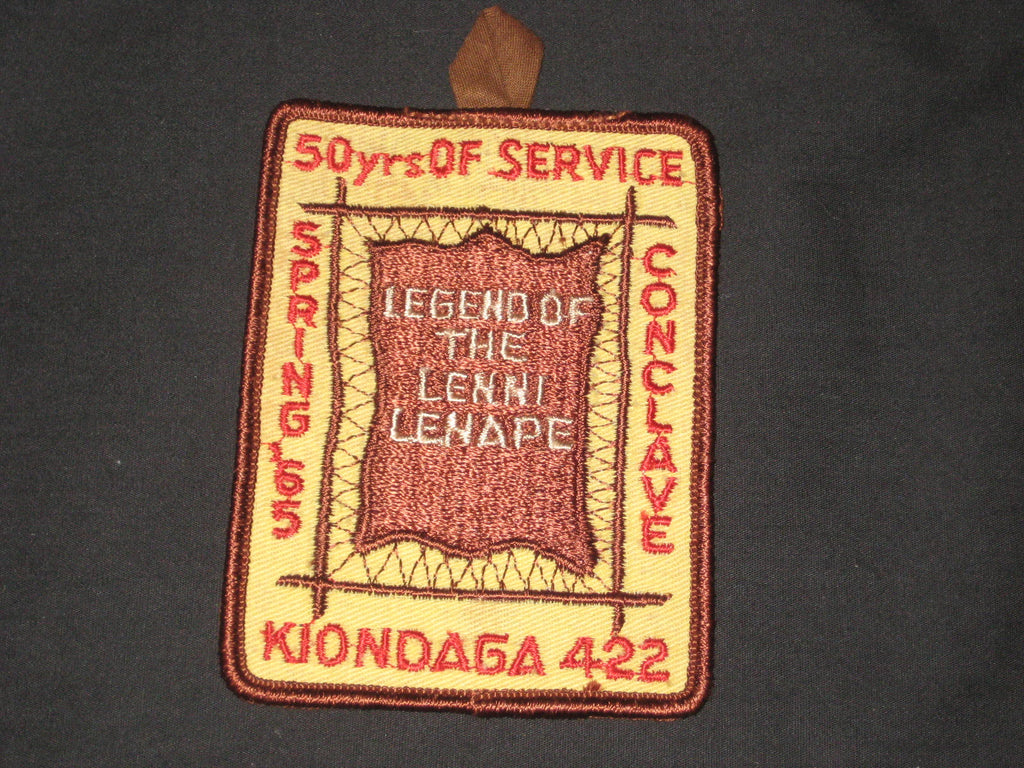 50yrs OF SERVICE
SPRING '65
CONCLAVE
LEGEND OF
THE
LENNI
LENAPE
KIONDAGA 422